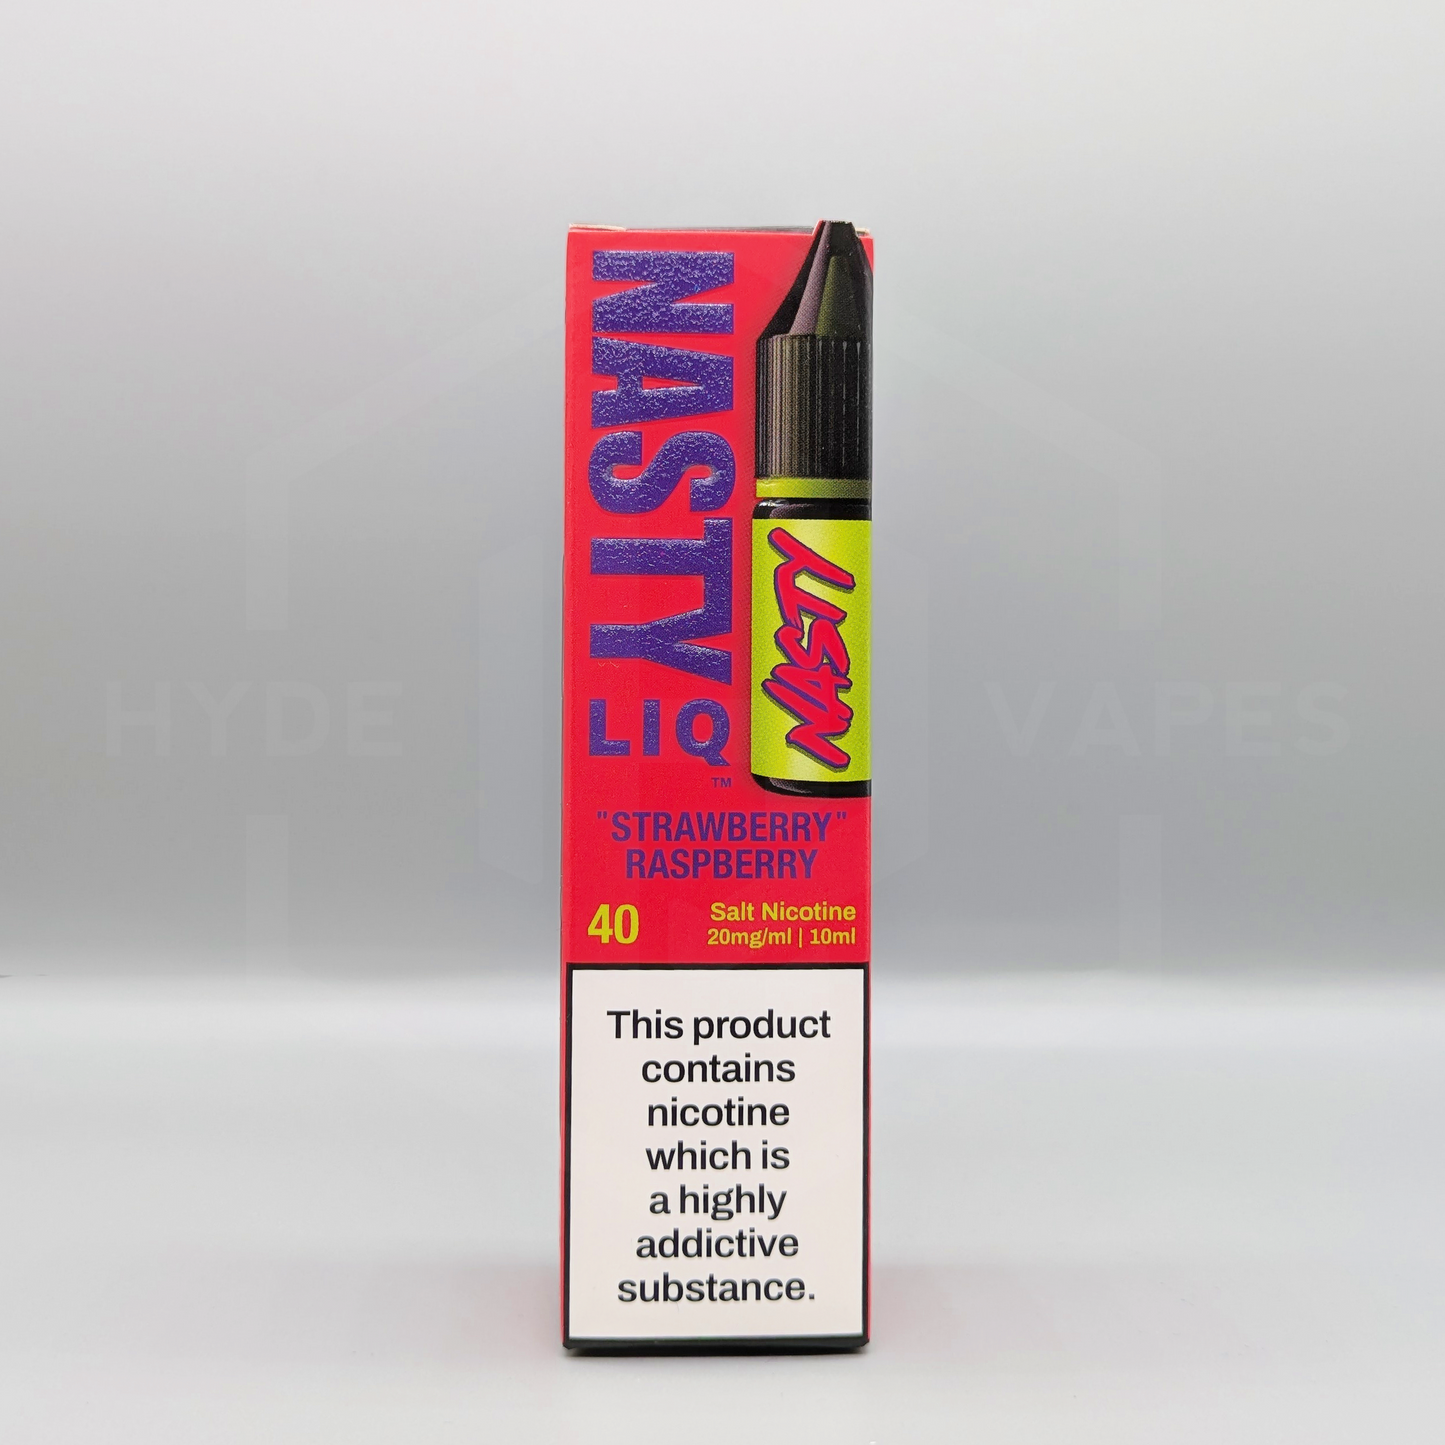 NASTY
LIQ
TM
NASTY
"STRAWBERRY"
RASPBERRY
40
Salt Nicotine
20mg/ml | 10ml
This product
contains
nicotine
which is
a highly
addictive
substance.
HYDE VAPES